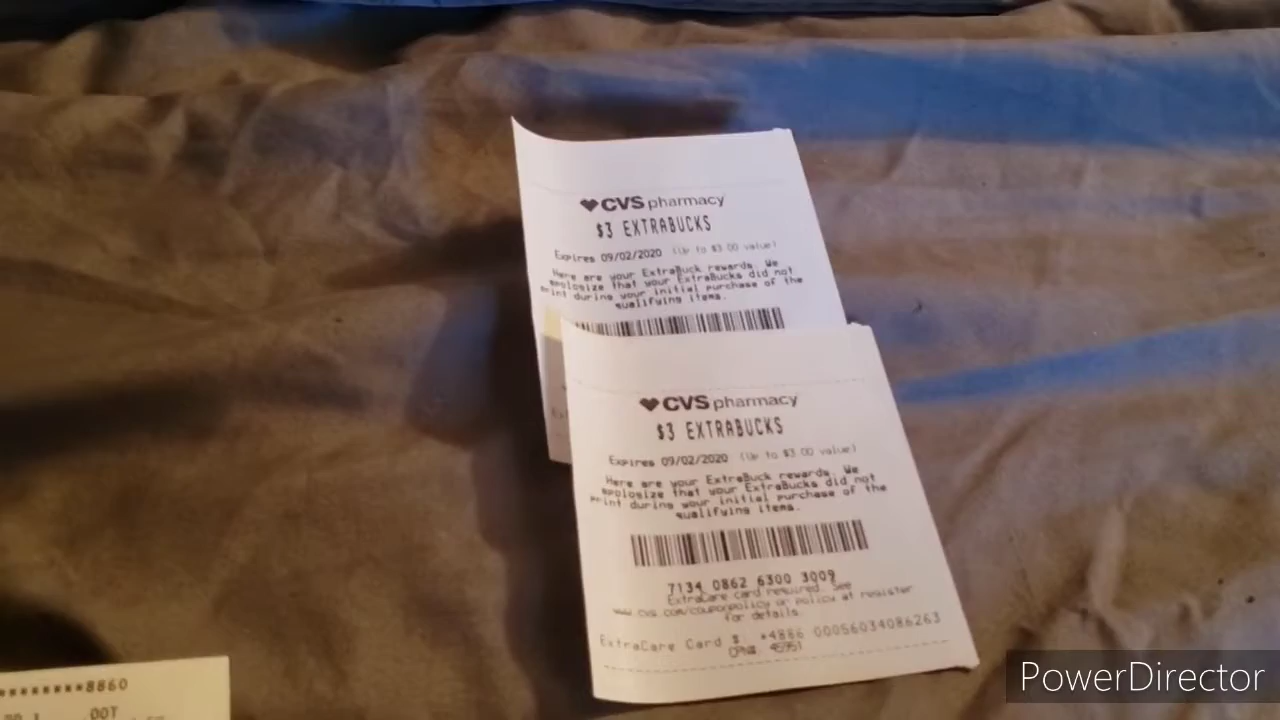 CVS pharmacy
$3 EXTRABUCKS
Expires 09/02/2020 (Up to $3.00 value)
Here are your ExtraBuck rewards. We
apologize that your ExtraBucks did not
print during your initial purchase of the
qualifying items.
CVS pharmacy
$3 EXTRABUCKS
Expires 09/02/2020 (Up to $3.00 value)
Here are your ExtraBuck rewards. We
apologize that your ExtraBucks did not
print during your initial purchase of the
qualifying items.
7134 0862 6300 3009
ExtraCare card required. See
www.cvs.com/couponpolicy or policy at register
for details.
ExtraCare Card #: *4886 00056034086263
CPN#: 45951
*********8860
PowerDirector